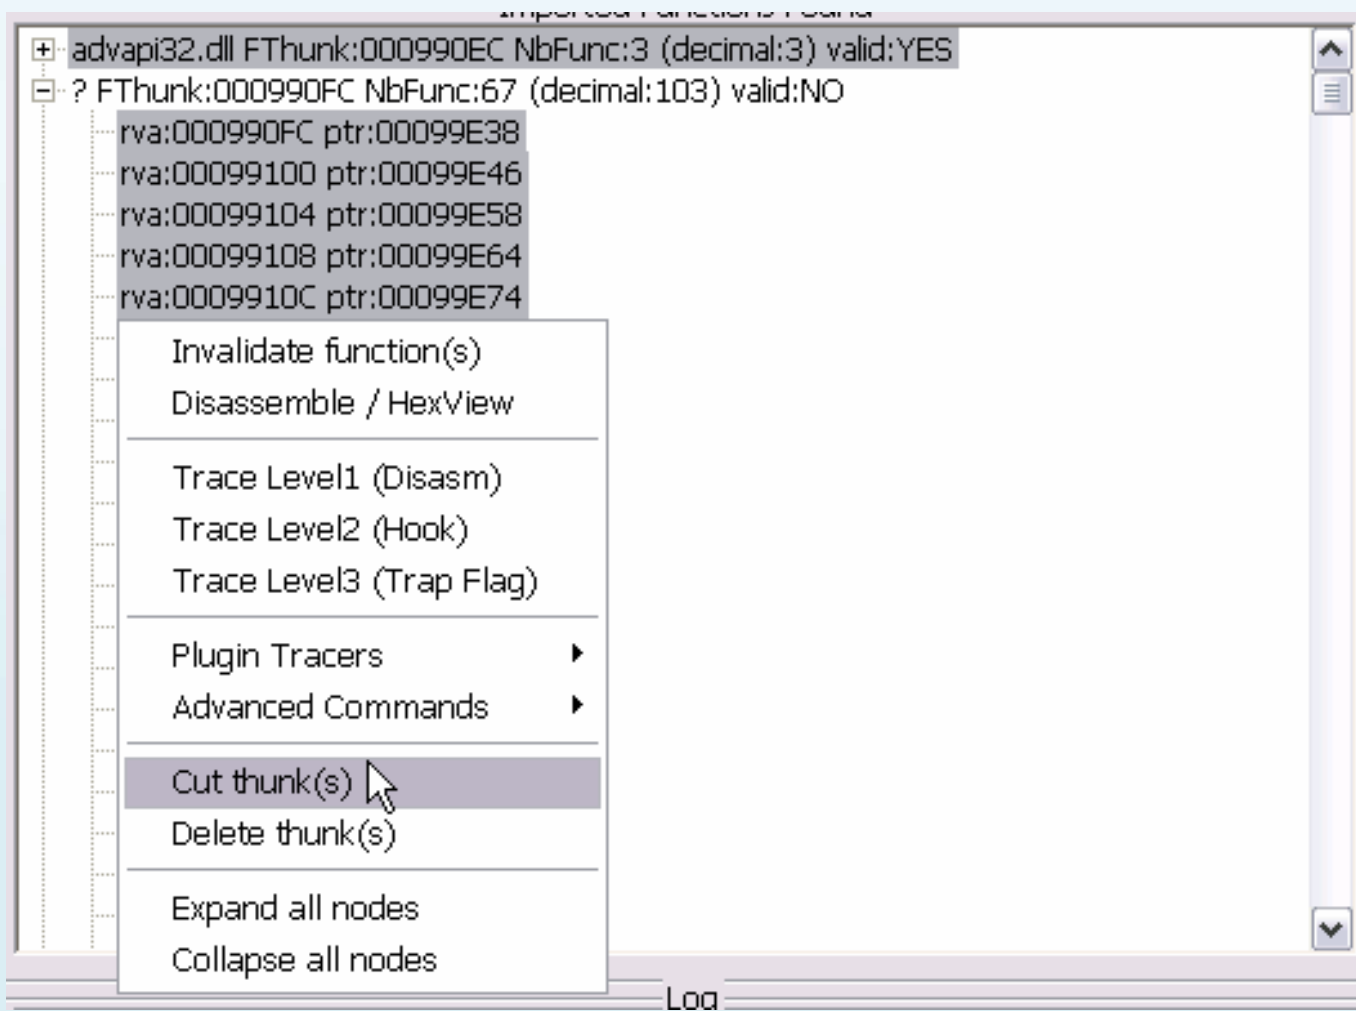 Imported Functions Found
advapi32.dll FThunk:000990EC NbFunc:3 (decimal:3) valid:YES
? FThunk:000990FC NbFunc:67 (decimal:103) valid:NO
rva:000990FC ptr:00099E38
rva:00099100 ptr:00099E46
rva:00099104 ptr:00099E58
rva:00099108 ptr:00099E64
rva:0009910C ptr:00099E74
Invalidate function(s)
Disassemble / HexView
Trace Level1 (Disasm)
Trace Level2 (Hook)
Trace Level3 (Trap Flag)
Plugin Tracers
Advanced Commands
Cut thunk(s)
Delete thunk(s)
Expand all nodes
Collapse all nodes
Log